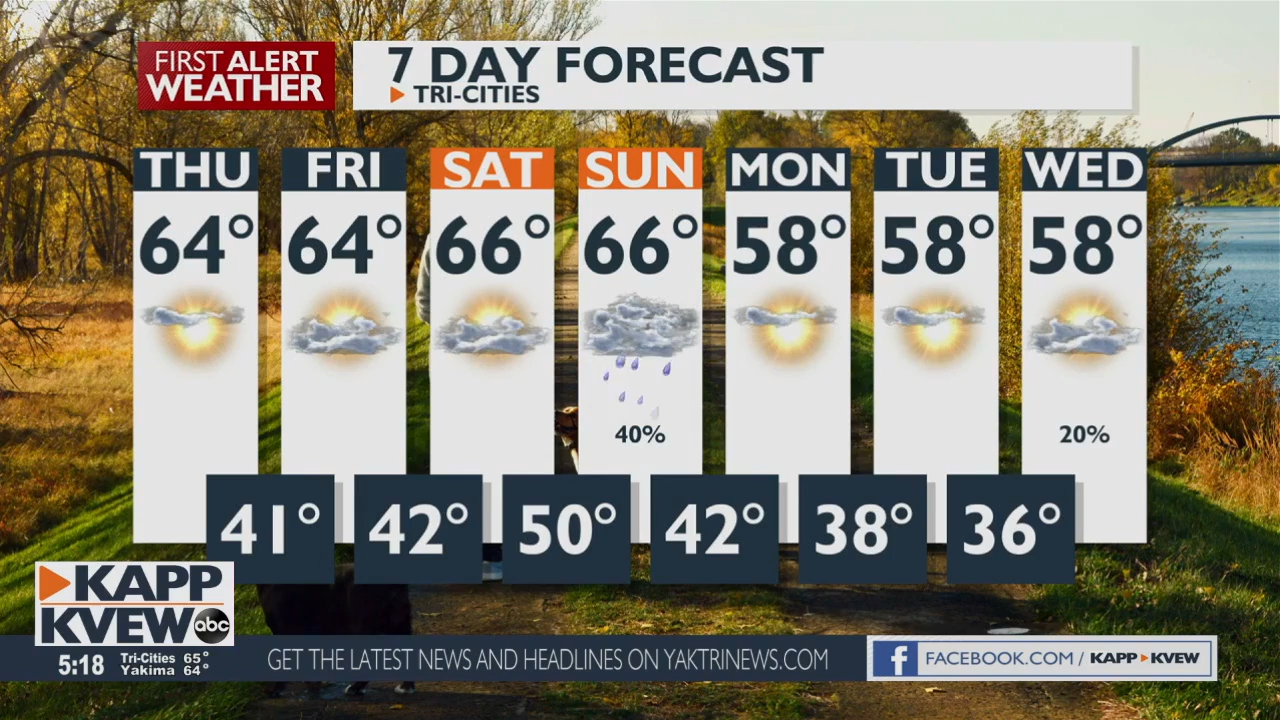 FIRST ALERT
WEATHER
7 DAY FORECAST
TRI-CITIES
THU FRI SAT SUN MON TUE WED
64° 64° 66° 66° 58° 58° 58°
40% 20%
41° 42° 50° 42° 38° 36°
KAPP
KVEW abc
5:18 Tri-Cities 65°
Yakima 64°
GET THE LATEST NEWS AND HEADLINES ON YAKTRINEWS.COM
f FACEBOOK.COM / KAPP KVEW